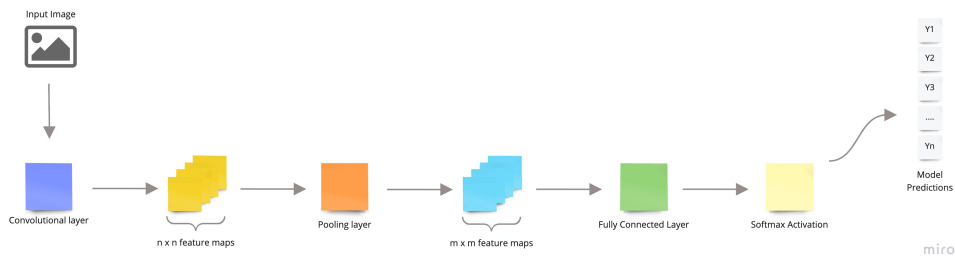 Input Image
Convolutional layer
n x n feature maps
Pooling layer
m x m feature maps
Fully Connected Layer
Softmax Activation
Y1
Y2
Y3
....
Yn
Model
Predictions
miro